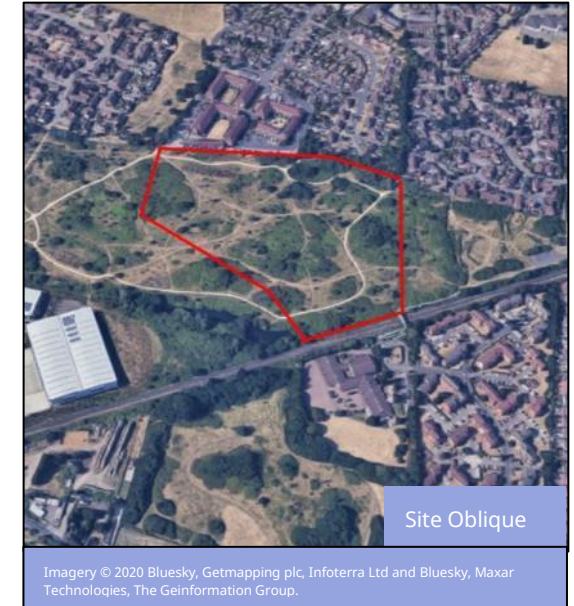 Site Oblique
Imagery © 2020 Bluesky, Getmapping plc, Infoterra Ltd and Bluesky, Maxar
Technologies, The Geinformation Group.